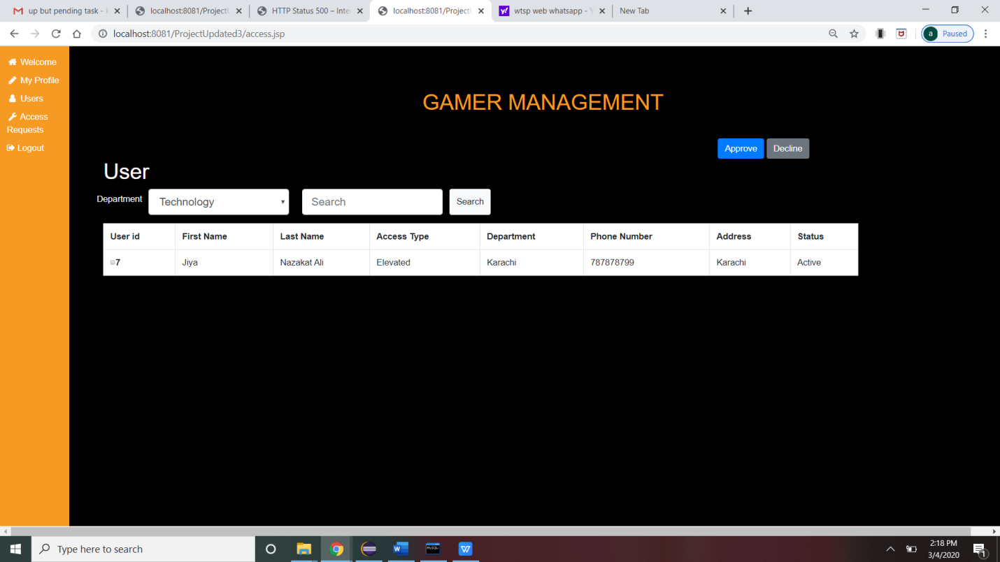 up but pending task -
localhost:8081/Project
HTTP Status 500 – Inter
localhost:8081/Project
wtsp web whatsapp - Y
New Tab
localhost:8081/ProjectUpdated3/access.jsp
a Paused
Welcome
My Profile
Users
Access
Requests
Logout
GAMER MANAGEMENT
Approve Decline
User
Department Technology Search Search
User id First Name Last Name Access Type Department Phone Number Address Status
7 Jiya Nazakat Ali Elevated Karachi 787878799 Karachi Active
Type here to search
2:18 PM
3/4/2020
1